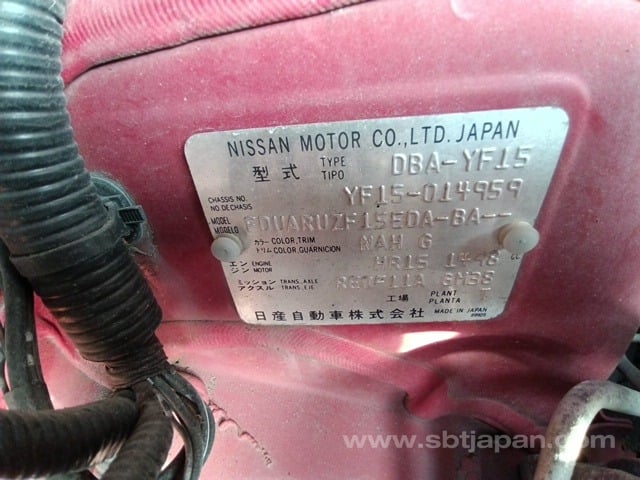 NISSAN MOTOR CO.,LTD. JAPAN
型式 TYPE TIPO DBA-YF15
CHASSIS NO. NO.DE CHASIS YF15-014959
MODEL MODELO FDUARUZF15EDA-BA--
カラー トリム COLOR,TRIM COLOR,GUARNICION NAH G
エンジン ENGINE MOTOR HR15 1498 cc
ミッション アクスル TRANS.,AXLE TRANS.,EJE
工場 PLANT PLANTA
日産自動車株式会社 MADE IN JAPAN
www.sbtjapan.com